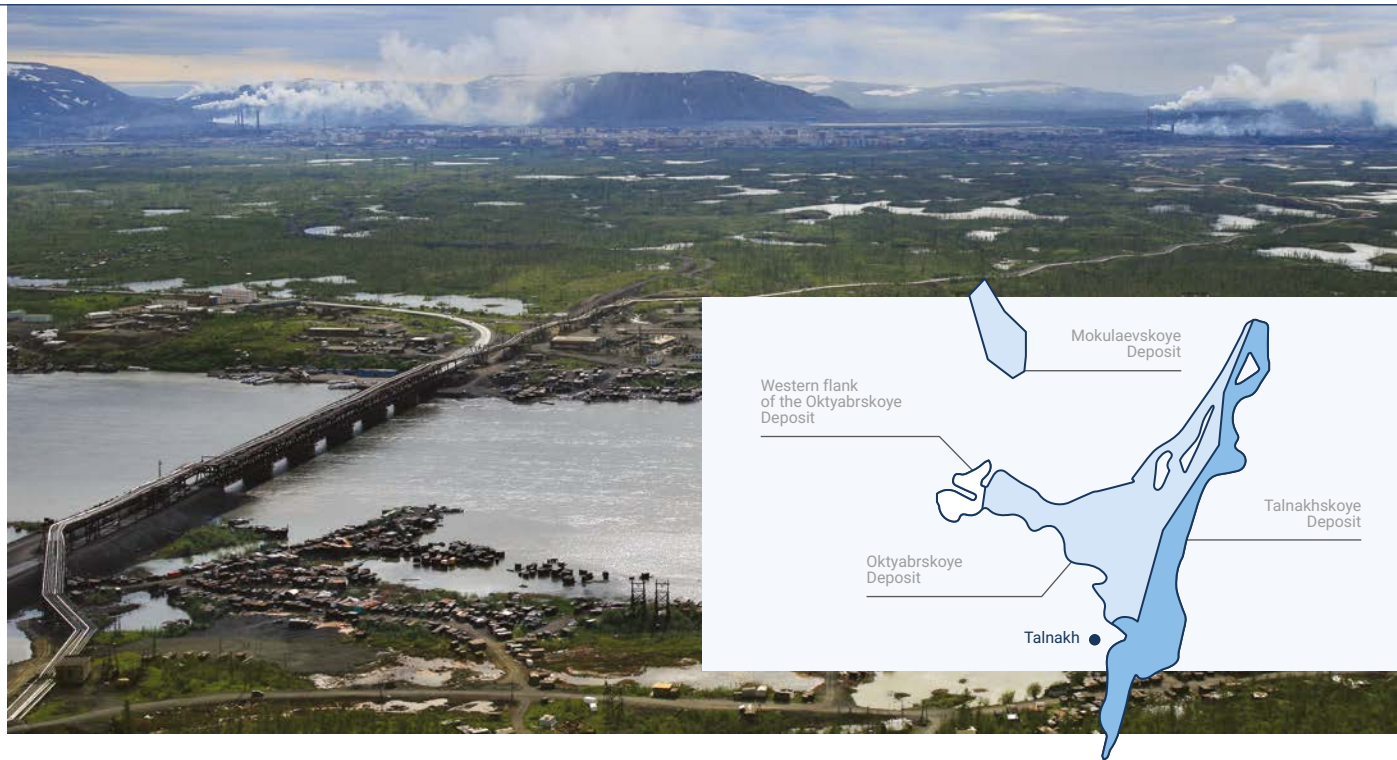 Mokulaevskoye
Deposit
Western flank
of the Oktyabrskoye
Deposit
Talnakhskoye
Deposit
Oktyabrskoye
Deposit
Talnakh